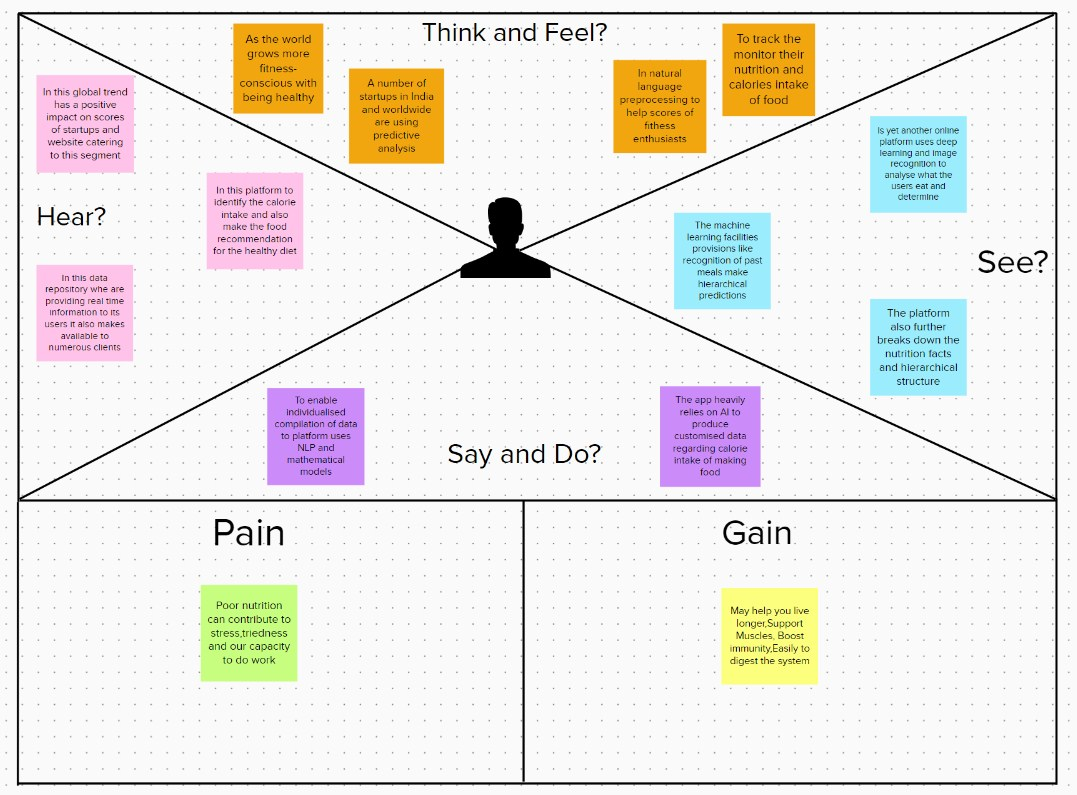 Think and Feel?
As the world
grows more
fitness-
conscious with
being healthy
A number of
startups in India
and worldwide
are using
predictive
analysis
In natural
language
preprocessing to
help scores of
fitness
enthusiasts
To track the
monitor their
nutrition and
calories intake
of food
Hear?
In this global trend
has a positive
impact on scores
of startups and
website catering
to this segment
In this platform to
identify the calorie
intake and also
make the food
recommendation
for the healthy diet
In this data
repository whe are
providing real time
information to its
users it also makes
available to
numerous clients
See?
Is yet another online
platform uses deep
learning and image
recognition to
analyse what the
users eat and
determine
The machine
learning facilities
provisions like
recognition of past
meals make
hierarchical
predictions
The platform
also further
breaks down the
nutrition facts
and hierarchical
structure
Say and Do?
To enable
individualised
compilation of data
to platform uses
NLP and
mathematical
models
The app heavily
relies on AI to
produce
customised data
regarding calorie
intake of making
food
Pain
Poor nutrition
can contribute to
stress,triedness
and our capacity
to do work
Gain
May help you live
longer,Support
Muscles, Boost
immunity,Easily to
digest the system